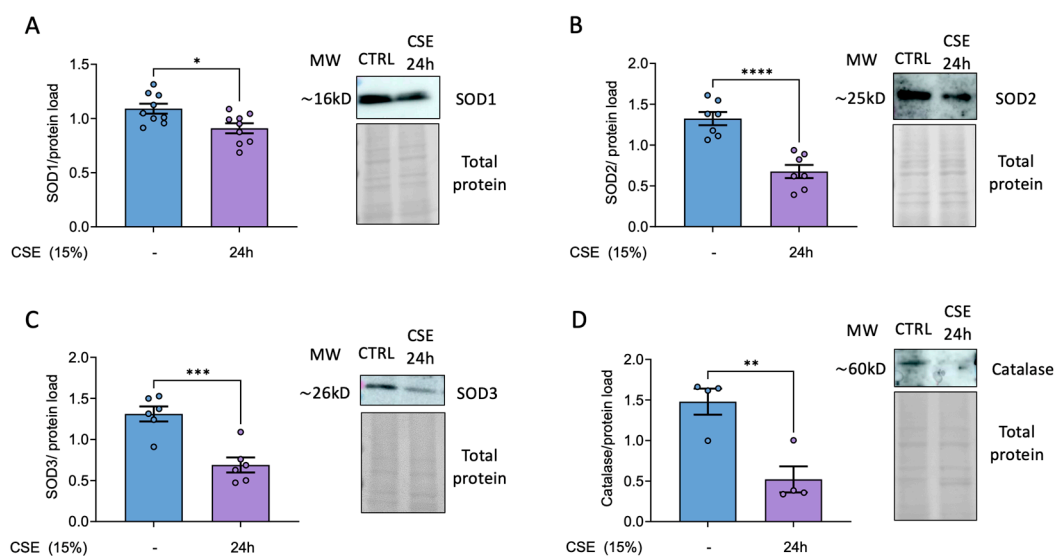 A
SOD1/protein load
1.5
1.0
0.5
0.0
*
CSE (15%)
-
24h
MW
CTRL
CSE
24h
~16kD
SOD1
Total
protein
B
SOD2/ protein load
2.0
1.5
1.0
0.5
0.0
****
CSE (15%)
-
24h
MW
CTRL
CSE
24h
~25kD
SOD2
Total
protein
C
SOD3/ protein load
2.0
1.5
1.0
0.5
0.0
***
CSE (15%)
-
24h
MW
CTRL
CSE
24h
~26kD
SOD3
Total
protein
D
Catalase/protein load
2.0
1.5
1.0
0.5
0.0
**
CSE (15%)
-
24h
MW
CTRL
CSE
24h
~60kD
Catalase
Total
protein